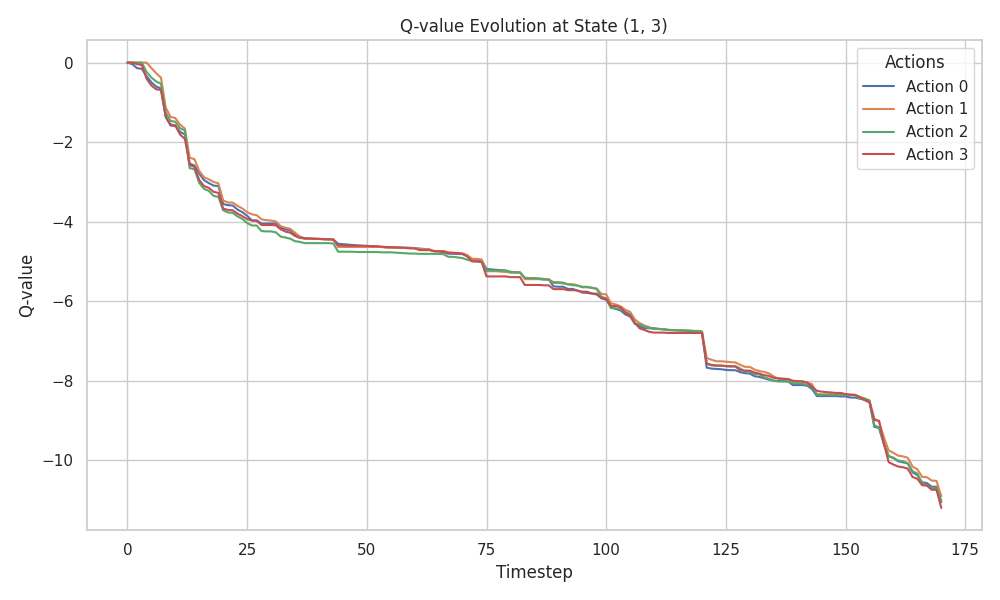 Q-value Evolution at State (1, 3)
Actions
Action 0
Action 1
Action 2
Action 3
Q-value
0
−2
−4
−6
−8
−10
0 25 50 75 100 125 150 175
Timestep